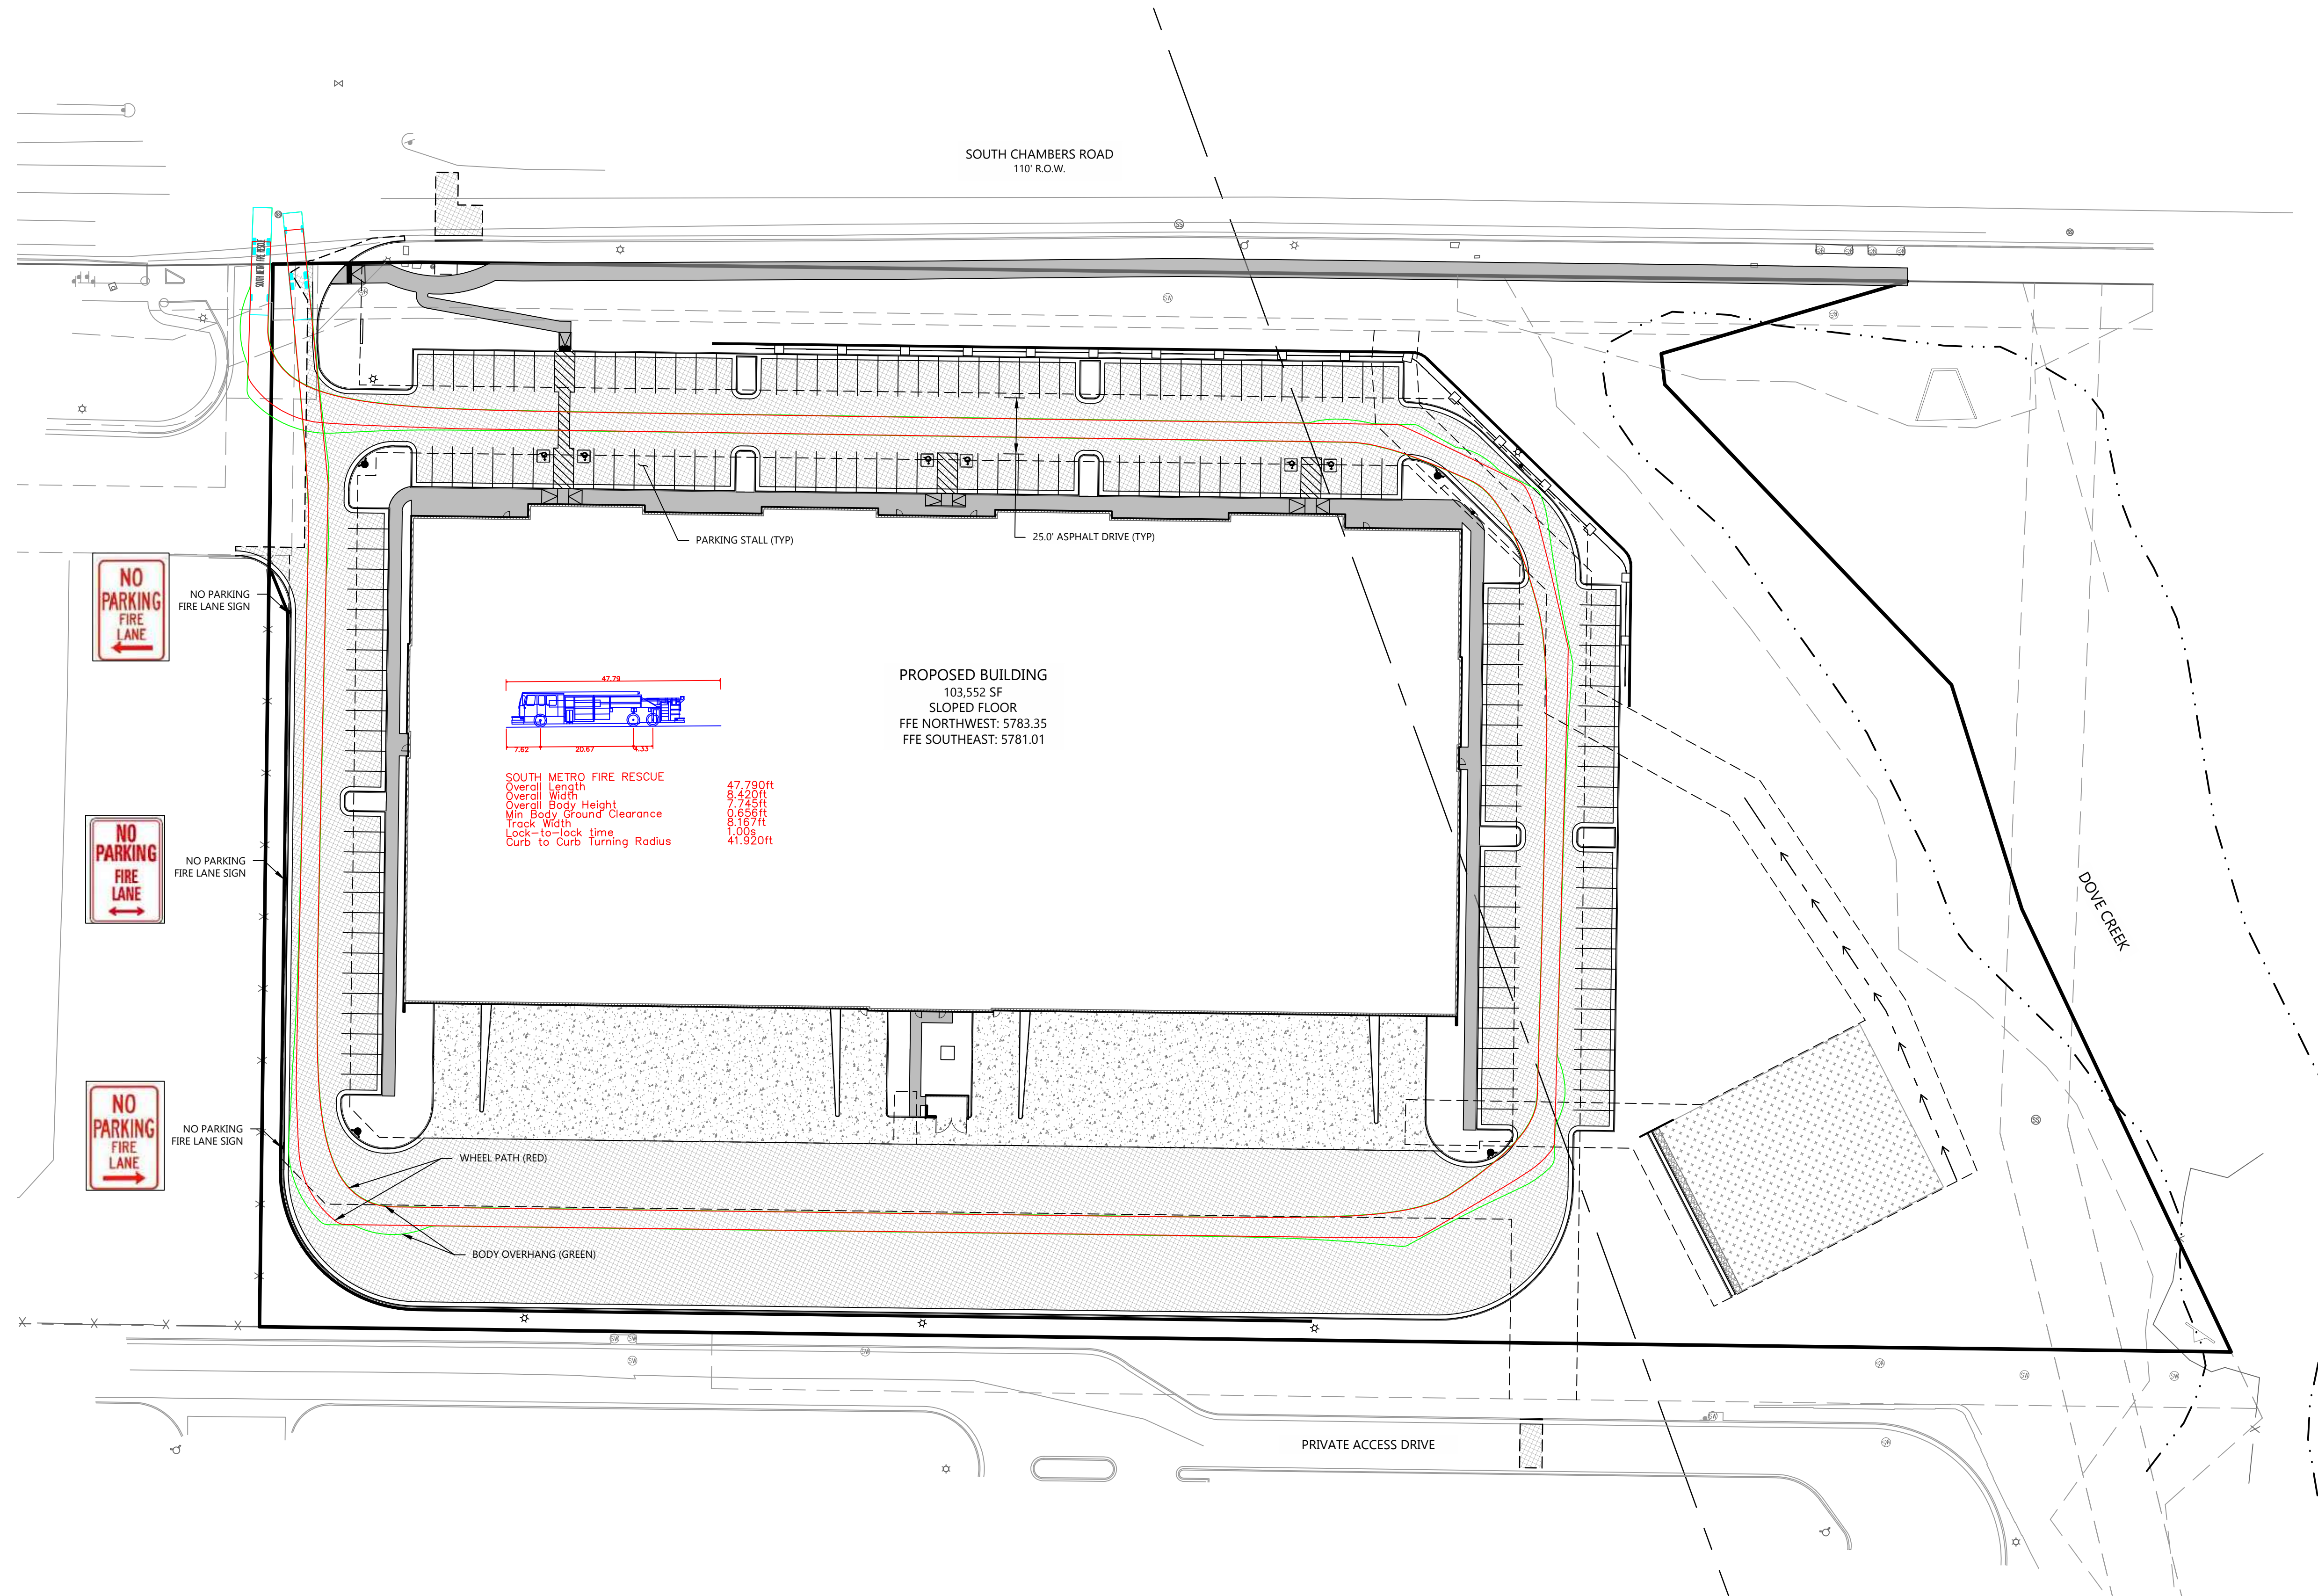 SOUTH CHAMBERS ROAD
110' R.O.W.
SOUTH METRO FIRE RESCUE
PARKING STALL (TYP)
25.0' ASPHALT DRIVE (TYP)
NO
PARKING
FIRE
LANE
NO PARKING
FIRE LANE SIGN
47.79
7.62
20.67
4.33
PROPOSED BUILDING
103,552 SF
SLOPED FLOOR
FFE NORTHWEST: 5783.35
FFE SOUTHEAST: 5781.01
SOUTH METRO FIRE RESCUE
Overall Length 47.790ft
Overall Width 8.420ft
Overall Body Height 7.745ft
Min Body Ground Clearance 0.656ft
Track Width 8.167ft
Lock-to-lock time 1.00s
Curb to Curb Turning Radius 41.920ft
NO
PARKING
FIRE
LANE
NO PARKING
FIRE LANE SIGN
DOVE CREEK
NO
PARKING
FIRE
LANE
NO PARKING
FIRE LANE SIGN
WHEEL PATH (RED)
BODY OVERHANG (GREEN)
PRIVATE ACCESS DRIVE